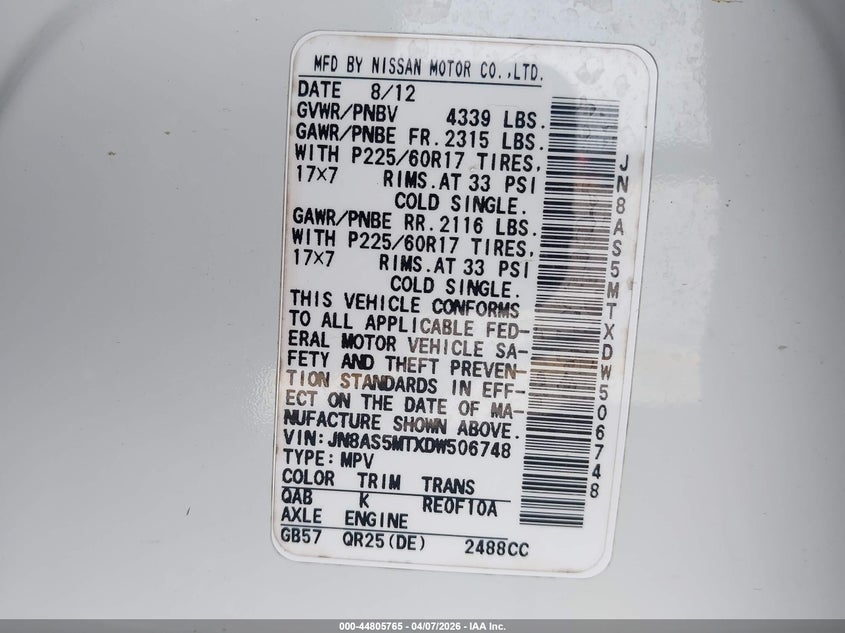 MFD BY NISSAN MOTOR CO.,LTD.
DATE 8/12
GVWR/PNBV 4339 LBS.
GAWR/PNBE FR.2315 LBS.
WITH P225/60R17 TIRES,
17×7 RIMS.AT 33 PSI
COLD SINGLE.
GAWR/PNBE RR.2116 LBS.
WITH P225/60R17 TIRES,
17×7 RIMS.AT 33 PSI
COLD SINGLE.
THIS VEHICLE CONFORMS
TO ALL APPLICABLE FED-
ERAL MOTOR VEHICLE SA-
FETY AND THEFT PREVEN-
TION STANDARDS IN EFF-
ECT ON THE DATE OF MA-
NUFACTURE SHOWN ABOVE.
VIN:JN8AS5MTXDW506748
TYPE:MPV
COLOR TRIM TRANS
QAB K RE0F10A
AXLE ENGINE
GB57 QR25(DE) 2488CC
JN8AS5MTXDW506748
000-44805765 | 04/07/2026 | IAA Inc.